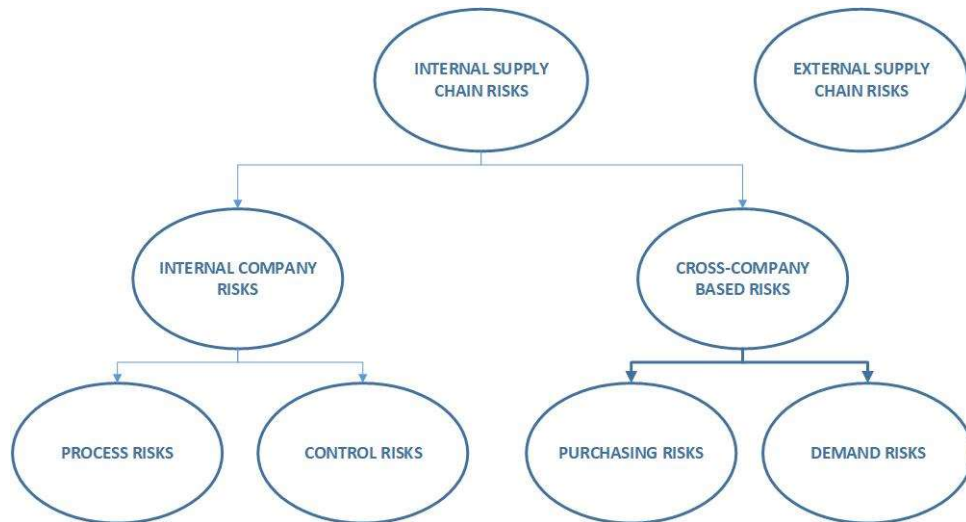 INTERNAL SUPPLY
CHAIN RISKS
EXTERNAL SUPPLY
CHAIN RISKS
INTERNAL COMPANY
RISKS
CROSS-COMPANY
BASED RISKS
PROCESS RISKS
CONTROL RISKS
PURCHASING RISKS
DEMAND RISKS